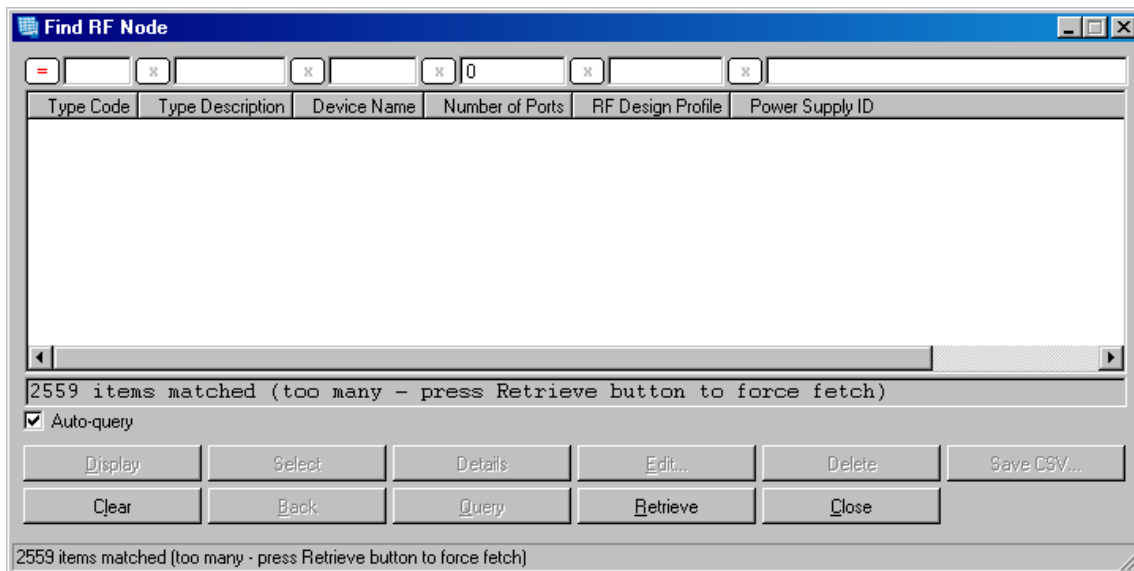 Find RF Node
= x x x 0 x x
Type Code Type Description Device Name Number of Ports RF Design Profile Power Supply ID
2559 items matched (too many - press Retrieve button to force fetch)
Auto-query
Display Select Details Edit... Delete Save CSV...
Clear Back Query Retrieve Close
2559 items matched (too many - press Retrieve button to force fetch)